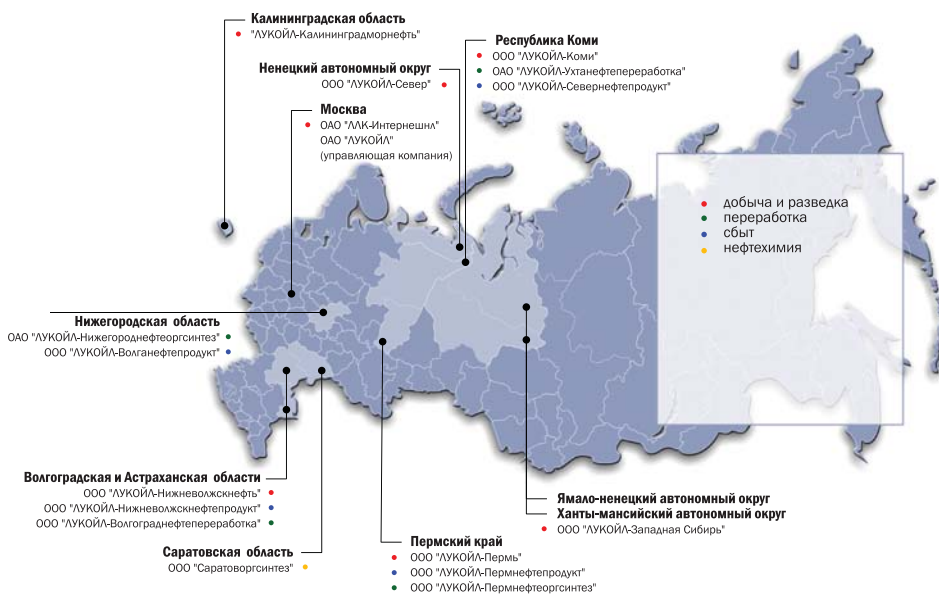 Калининградская область
"ЛУКОЙЛ-Калининградморнефть"
Республика Коми
ООО "ЛУКОЙЛ-Коми"
ОАО "ЛУКОЙЛ-Ухтанефтепереработка"
ООО "ЛУКОЙЛ-Севернефтепродукт"
Ненецкий автономный округ
ООО "ЛУКОЙЛ-Север"
Москва
ОАО "ЛЛК-Интернешнл"
ОАО "ЛУКОЙЛ"
(управляющая компания)
добыча и разведка
переработка
сбыт
нефтехимия
Нижегородская область
ОАО "ЛУКОЙЛ-Нижегороднефтеоргсинтез"
ООО "ЛУКОЙЛ-Волганефтепродукт"
Волгоградская и Астраханская области
ООО "ЛУКОЙЛ-Нижневолжскнефть"
ООО "ЛУКОЙЛ-Нижневолжскнефтепродукт"
ООО "ЛУКОЙЛ-Волгограднефтепереработка"
Саратовская область
ООО "Саратоворгсинтез"
Пермский край
ООО "ЛУКОЙЛ-Пермь"
ООО "ЛУКОЙЛ-Пермнефтепродукт"
ООО "ЛУКОЙЛ-Пермнефтеоргсинтез"
Ямало-ненецкий автономный округ
Ханты-мансийский автономный округ
ООО "ЛУКОЙЛ-Западная Сибирь"